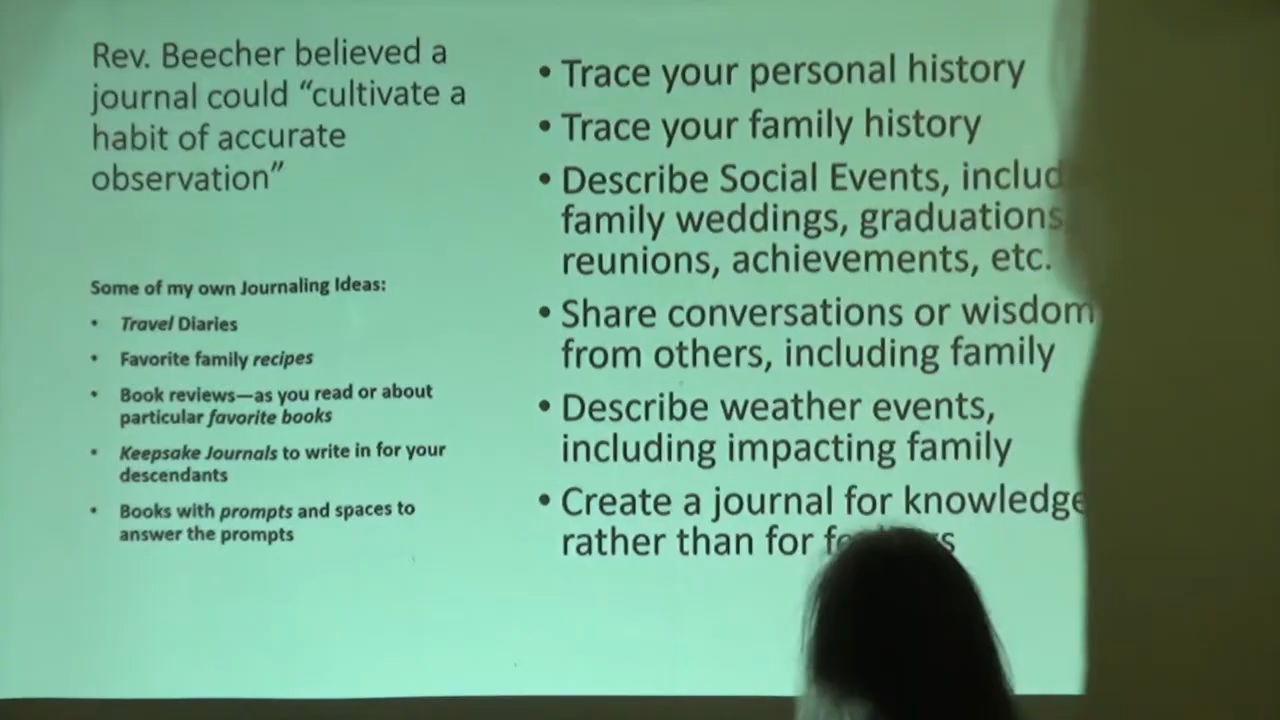 Rev. Beecher believed a
journal could “cultivate a
habit of accurate
observation”
Some of my own Journaling Ideas:
• Travel Diaries
• Favorite family recipes
• Book reviews—as you read or about
particular favorite books
• Keepsake Journals to write in for your
descendants
• Books with prompts and spaces to
answer the prompts
• Trace your personal history
• Trace your family history
• Describe Social Events,
family weddings, graduations,
reunions, achievements, etc.
• Share conversations or wisdom
from others, including family
• Describe weather events,
including impacting family
• Create a journal for knowledge
rather than for